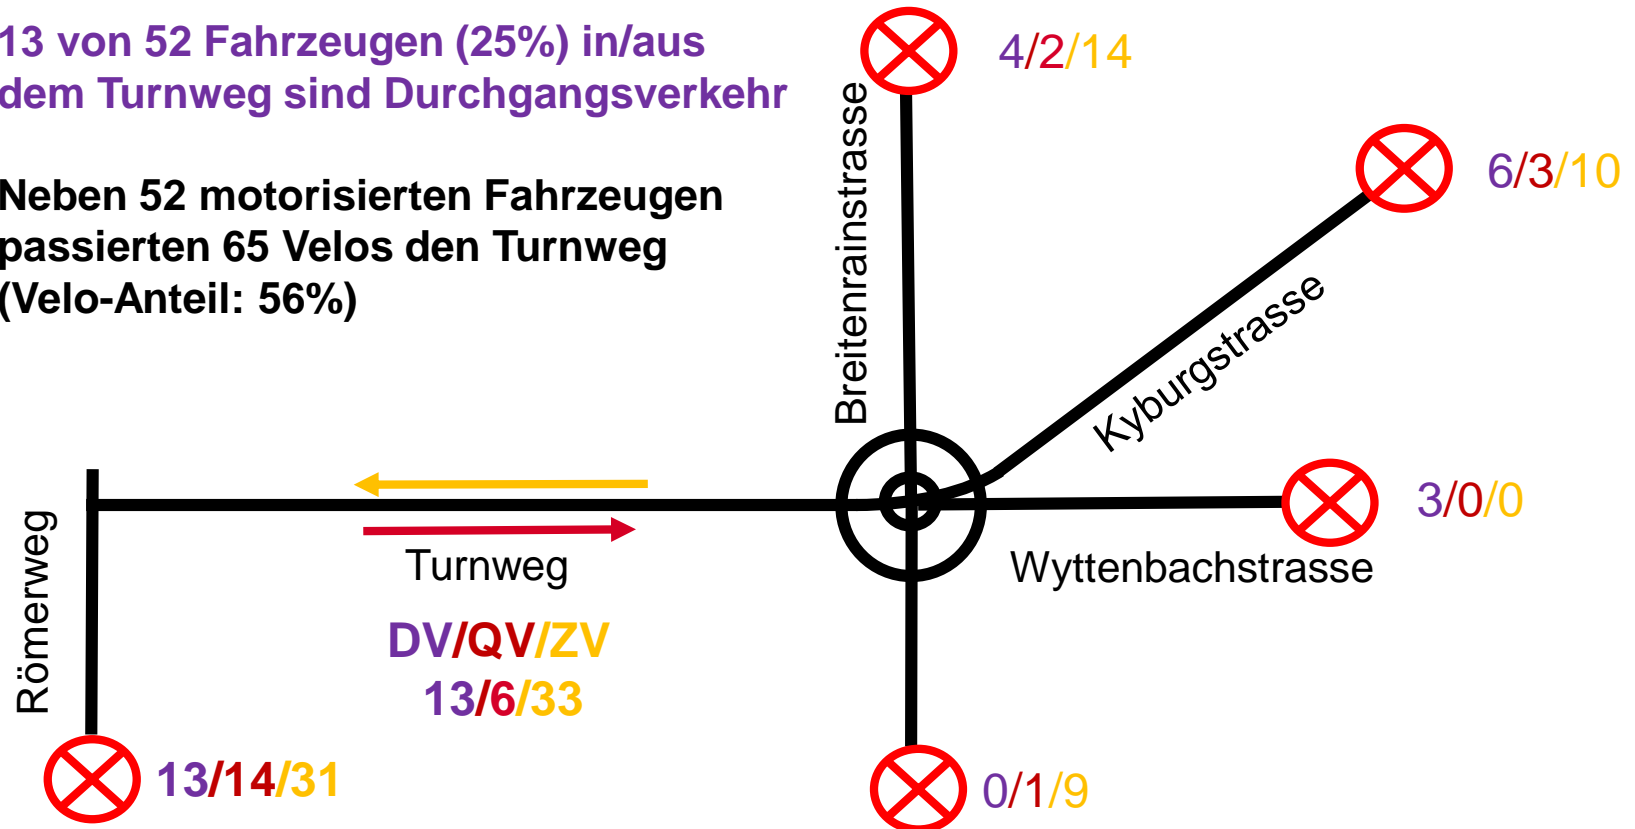 13 von 52 Fahrzeugen (25%) in/aus
dem Turnweg sind Durchgangsverkehr
Neben 52 motorisierten Fahrzeugen
passierten 65 Velos den Turnweg
(Velo-Anteil: 56%)
4/2/14
6/3/10
Breitenrainstrasse
Kyburgstrasse
3/0/0
Wyttenbachstrasse
Turnweg
Römerweg
DV/QV/ZV
13/6/33
13/14/31
0/1/9